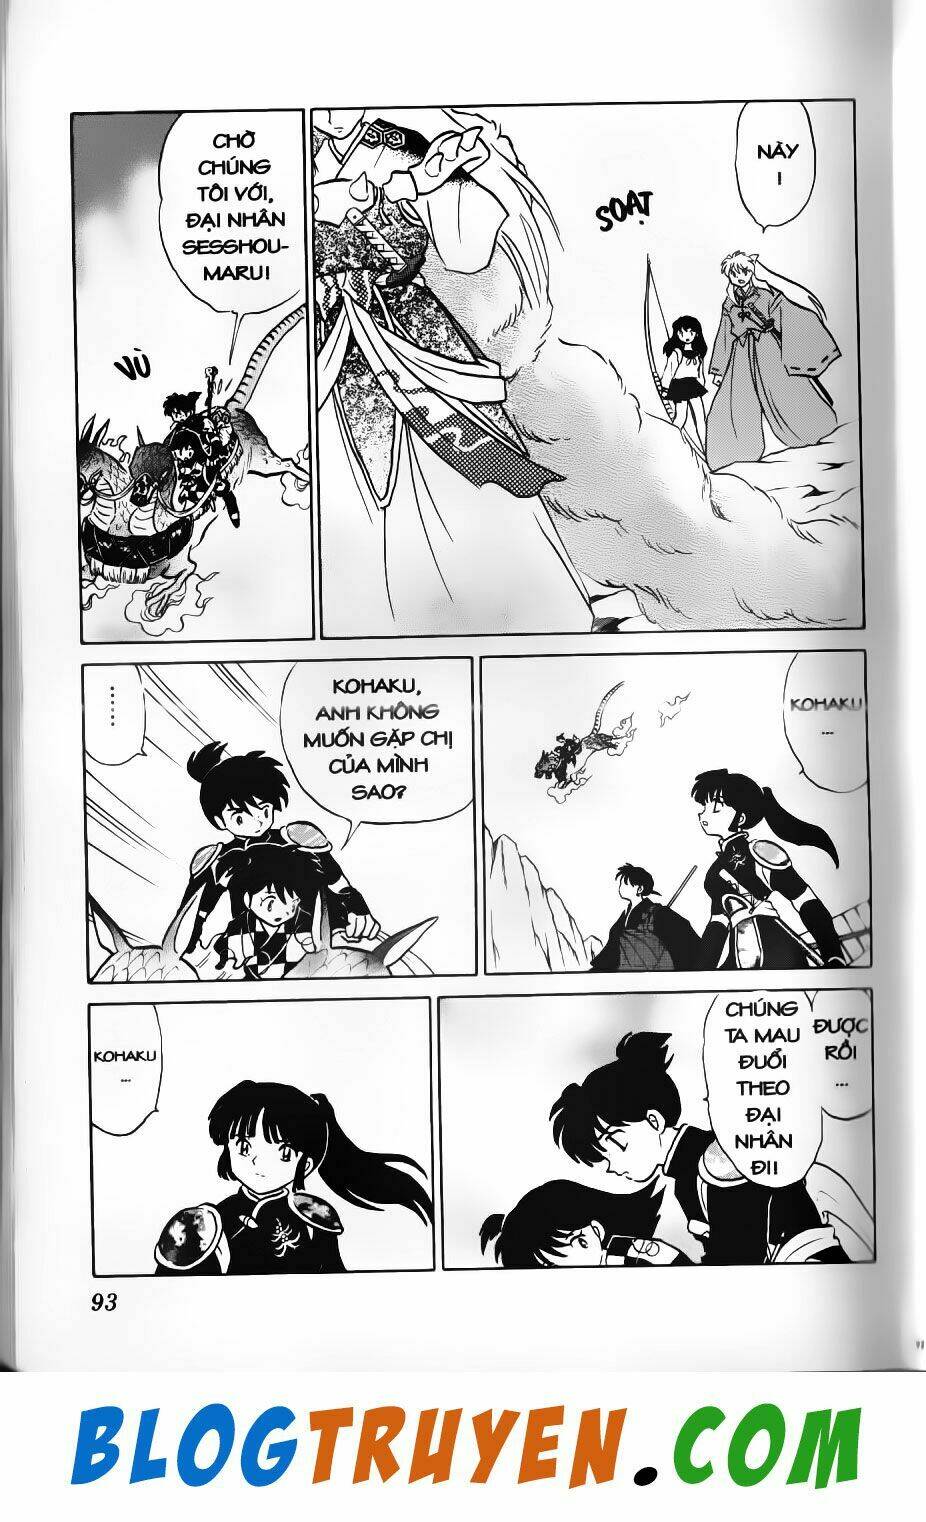 NÀY
!
SOẠT
CHỜ
CHÚNG
TÔI VỚI,
ĐẠI NHÂN
SESSHOU-
MARU!
VÙ
KOHAKU
...
KOHAKU,
ANH KHÔNG
MUỐN GẶP CHỊ
CỦA MÌNH
SAO?
......
ĐƯỢC
RỒI
...
CHÚNG
TA MAU
ĐUỔI
THEO
ĐẠI
NHÂN
ĐI!
KOHAKU
...
93
BLOGTRUYEN.COM